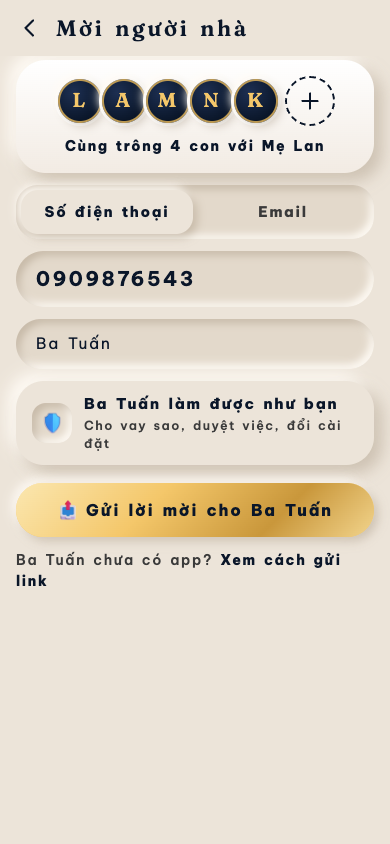 Mời người nhà
L A M N K
Cùng trông 4 con với Mẹ Lan
Số điện thoại Email
0909876543
Ba Tuấn
Ba Tuấn làm được như bạn
Cho vay sao, duyệt việc, đổi cài
đặt
Gửi lời mời cho Ba Tuấn
Ba Tuấn chưa có app? Xem cách gửi
link